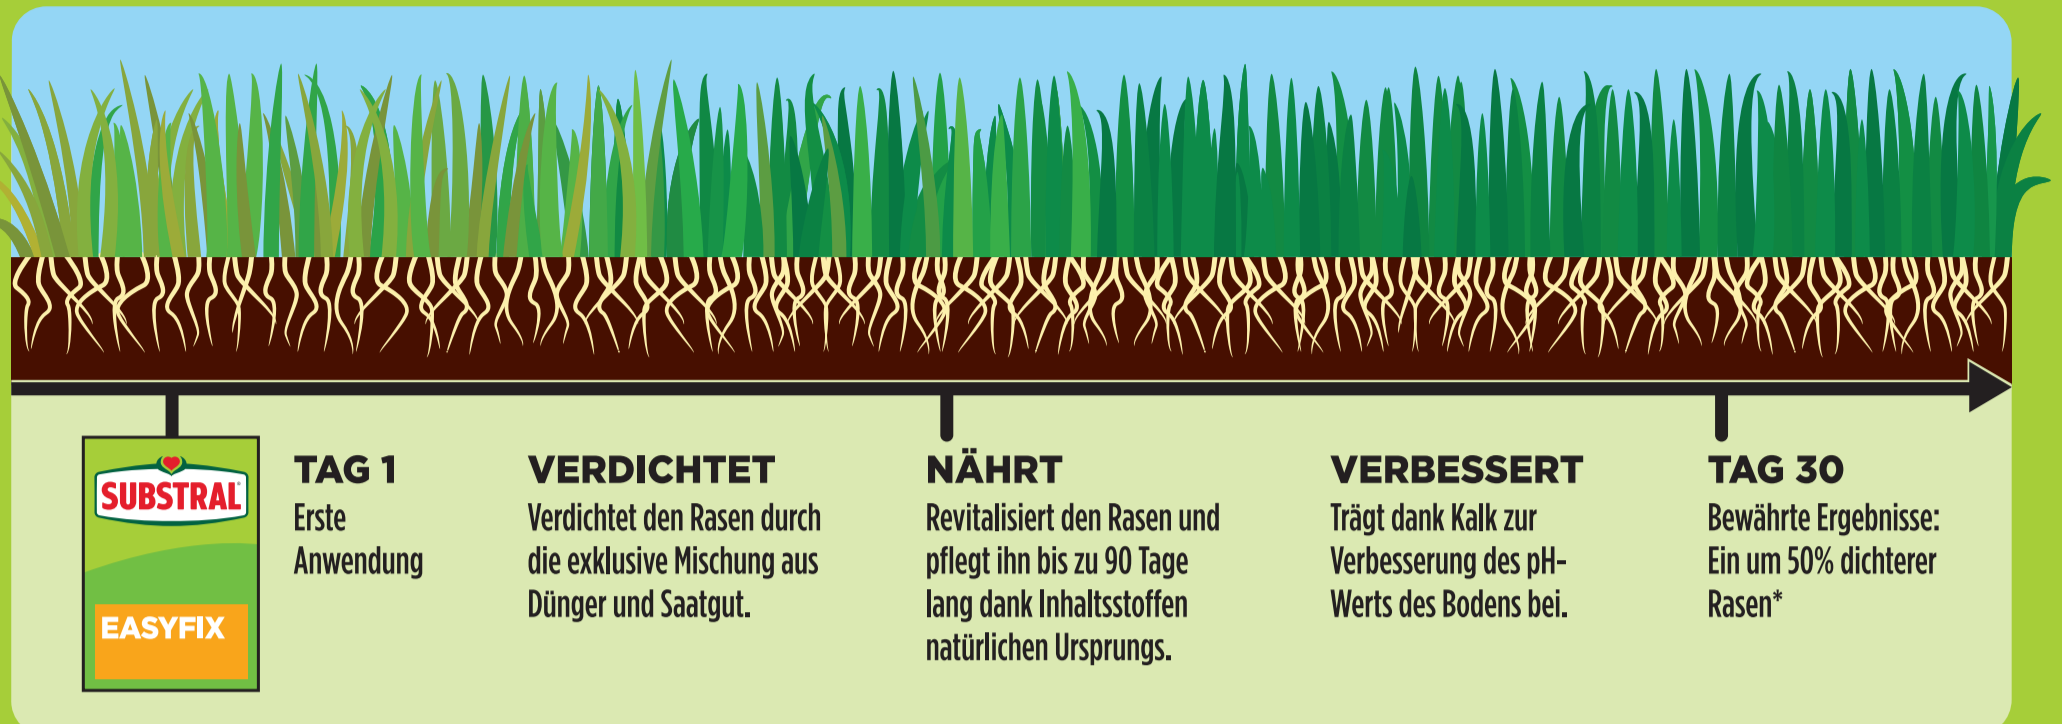 SUBSTRAL®
EASYFIX
TAG 1
Erste
Anwendung
VERDICHTET
Verdichtet den Rasen durch
die exklusive Mischung aus
Dünger und Saatgut.
NÄHRT
Revitalisiert den Rasen und
pflegt ihn bis zu 90 Tage
lang dank Inhaltsstoffen
natürlichen Ursprungs.
VERBESSERT
Trägt dank Kalk zur
Verbesserung des pH-
Werts des Bodens bei.
TAG 30
Bewährte Ergebnisse:
Ein um 50% dichterer
Rasen*